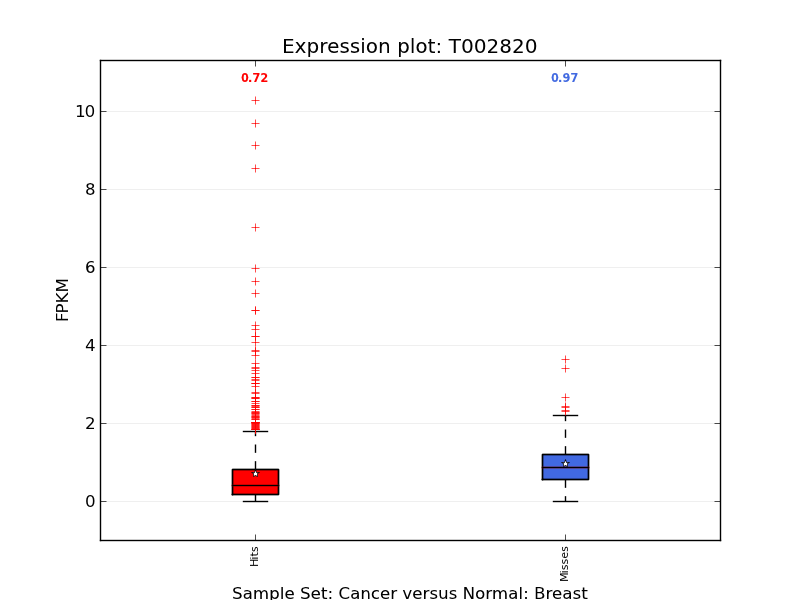 Expression plot: T002820
0.72
0.97
10
8
6
4
2
0
FPKM
Hits
Misses
Sample Set: Cancer versus Normal: Breast